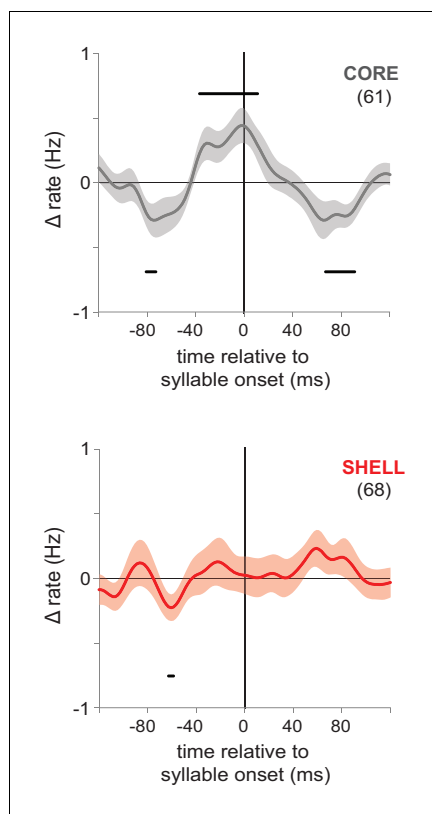 CORE
(61)
1
0
-1
Δ rate (Hz)
-80 -40 0 40 80
time relative to
syllable onset (ms)
SHELL
(68)
1
0
-1
Δ rate (Hz)
-80 -40 0 40 80
time relative to
syllable onset (ms)